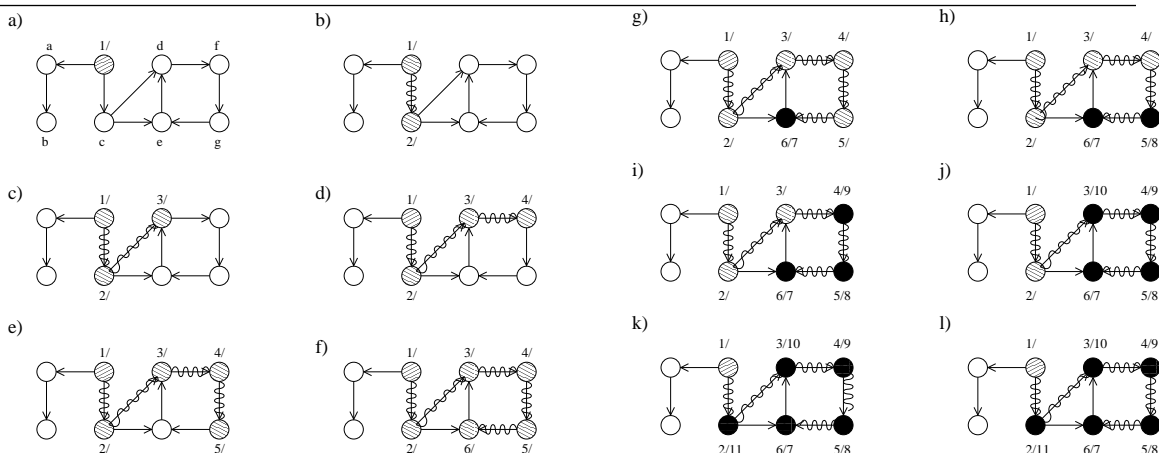 a) b) g) h)
a 1/ d f 1/ 1/ 3/ 4/ 1/ 3/ 4/
b c e g 2/ 2/ 6/7 5/ 2/ 6/7 5/8
c) d) i) j)
1/ 3/ 1/ 3/ 4/ 1/ 3/ 4/9 1/ 3/10 4/9
2/ 2/ 2/ 6/7 5/8 2/ 6/7 5/8
e) f) k) l)
1/ 3/ 4/ 1/ 3/ 4/ 1/ 3/10 4/9 1/ 3/10 4/9
2/ 5/ 2/ 6/ 5/ 2/11 6/7 5/8 2/11 6/7 5/8